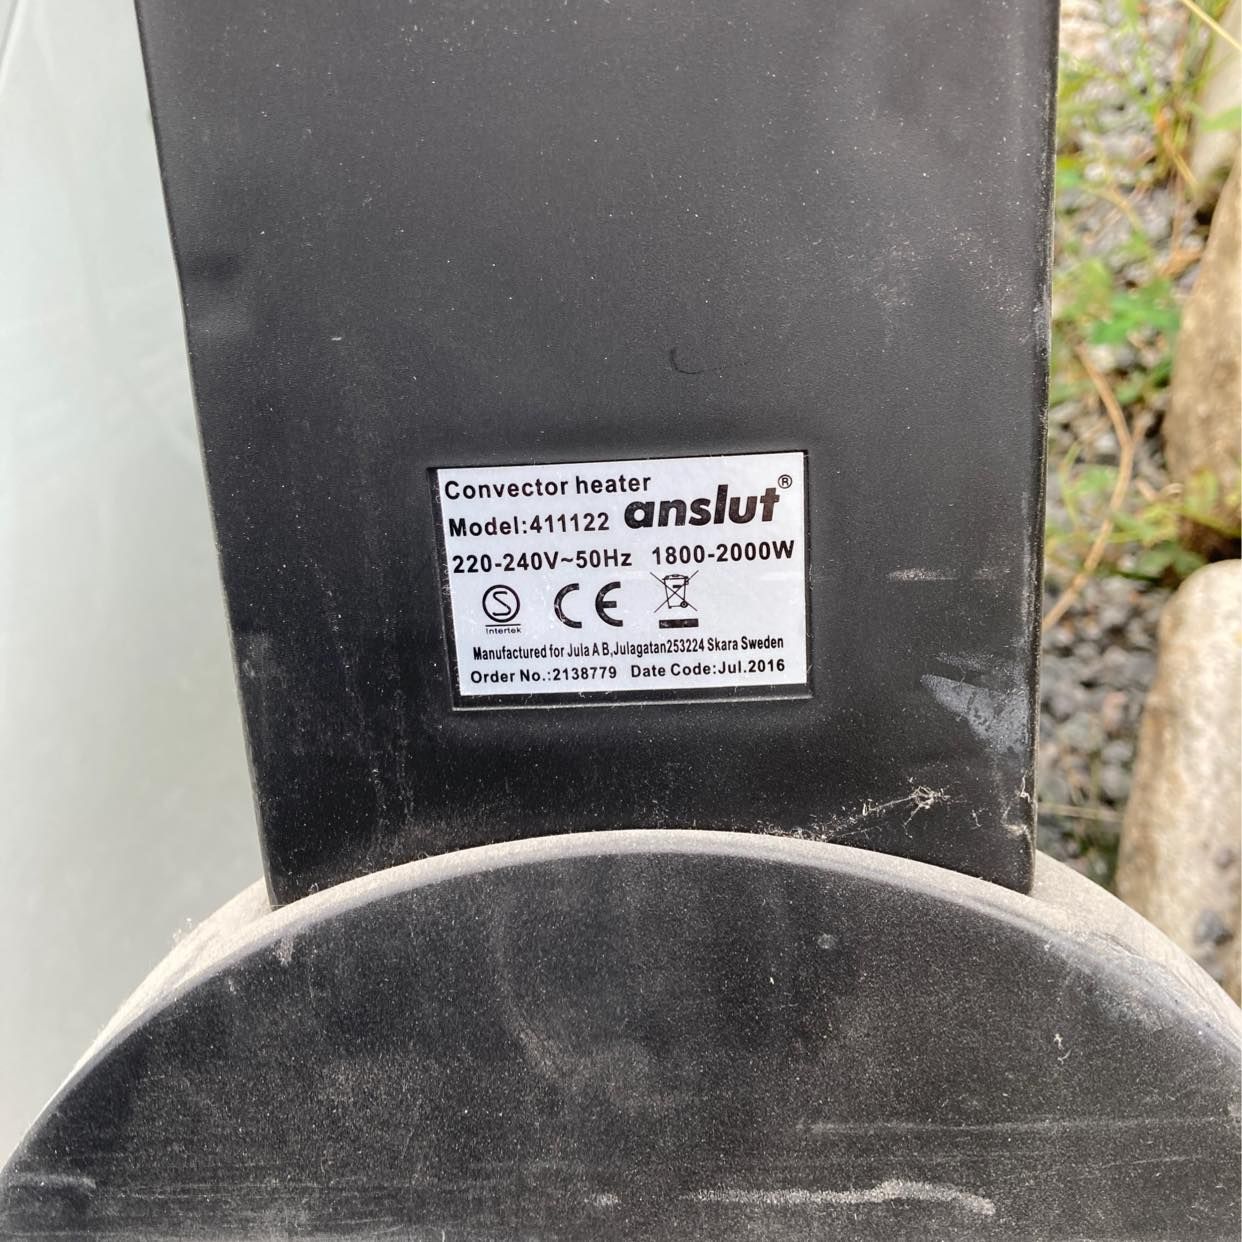 Convector heater
Model:411122 anslut®
220-240V~50Hz 1800-2000W
S
Intertek
CE
Manufactured for Jula A B,Julagatan253224 Skara Sweden
Order No.:2138779 Date Code:Jul.2016